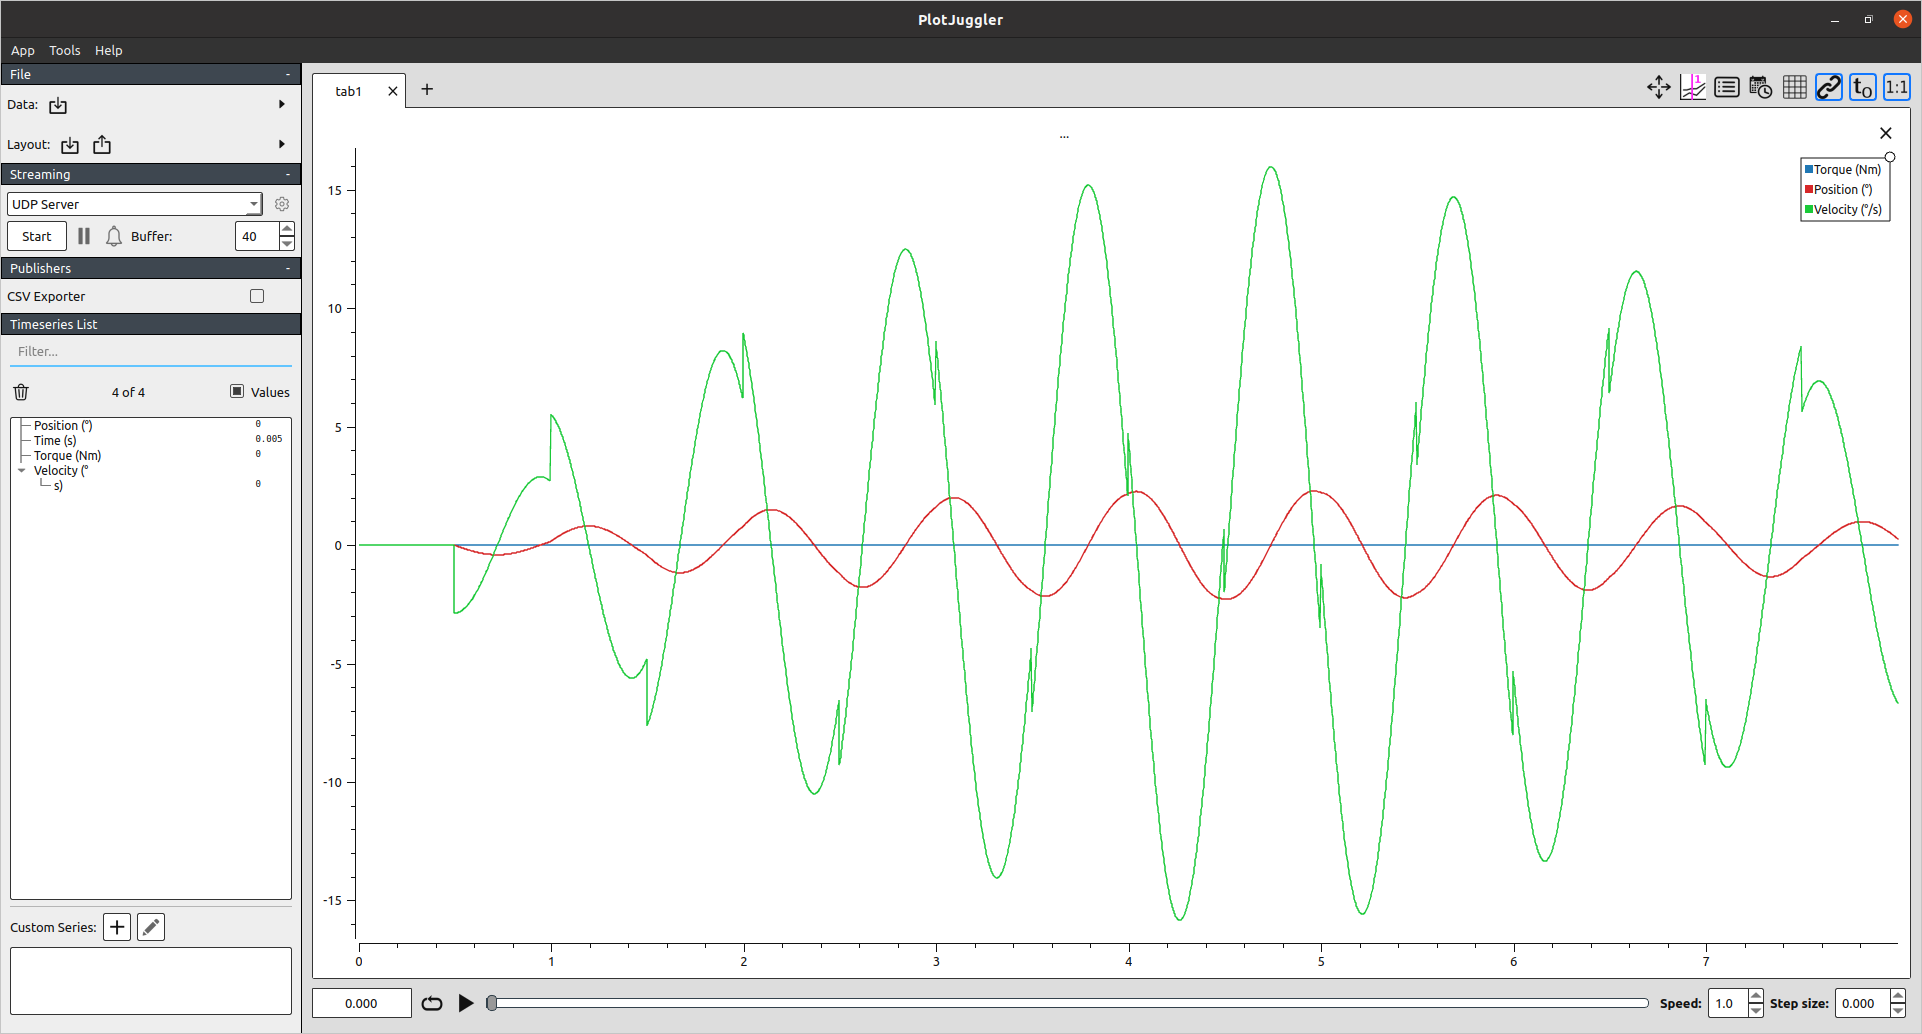 PlotJuggler
App Tools Help
File -
Data:
Layout:
Streaming -
UDP Server
Start Buffer: 40
Publishers -
CSV Exporter
Timeseries List
Filter...
4 of 4 Values
Position (°) 0
Time (s) 0.005
Torque (Nm) 0
Velocity (°
s) 0
Custom Series:
tab1
1
t0
1:1
...
Torque (Nm)
Position (°)
Velocity (°/s)
15
10
5
0
-5
-10
-15
0 1 2 3 4 5 6 7
0.000 Speed: 1.0 Step size: 0.000